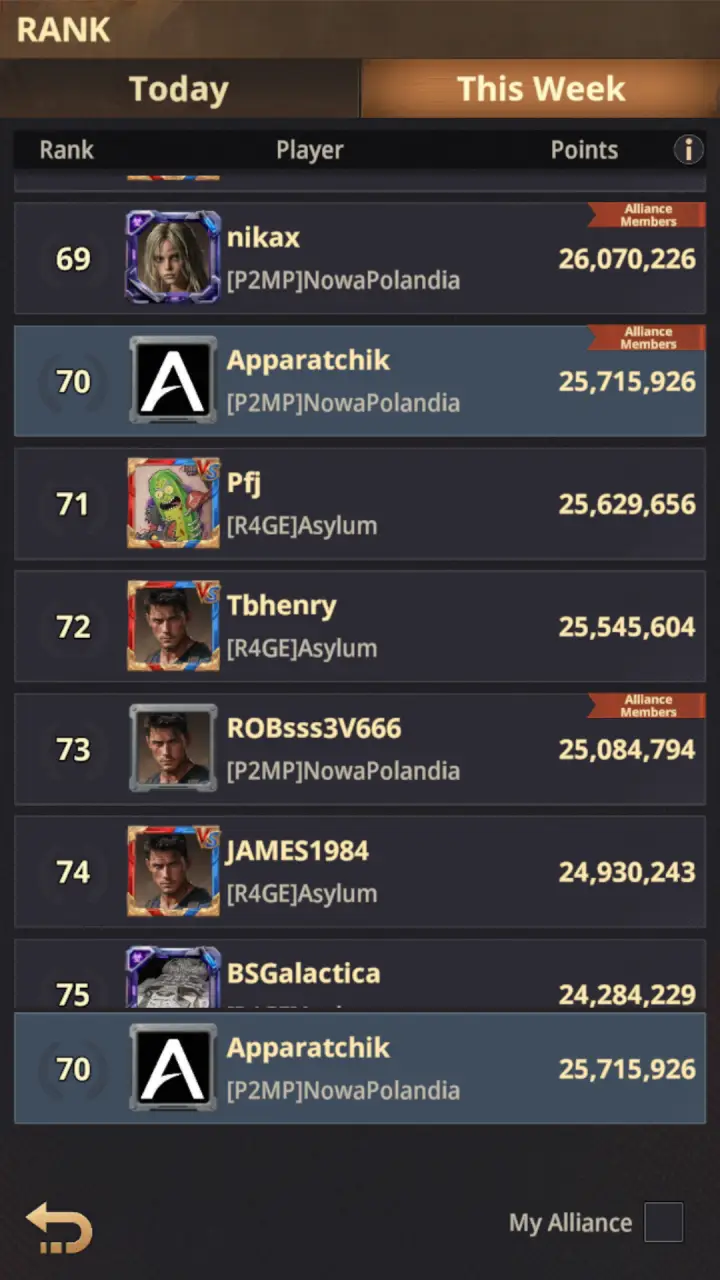 RANK
Today
This Week
Rank
Player
Points
i
Alliance
Members
69
nikax
26,070,226
[P2MP]NowaPolandia
Alliance
Members
70
Apparatchik
25,715,926
[P2MP]NowaPolandia
VS
71
Pfj
25,629,656
[R4GE]Asylum
VS
72
Tbhenry
25,545,604
[R4GE]Asylum
Alliance
Members
73
ROBsss3V666
25,084,794
[P2MP]NowaPolandia
VS
74
JAMES1984
24,930,243
[R4GE]Asylum
75
BSGalactica
24,284,229
70
Apparatchik
25,715,926
[P2MP]NowaPolandia
My Alliance